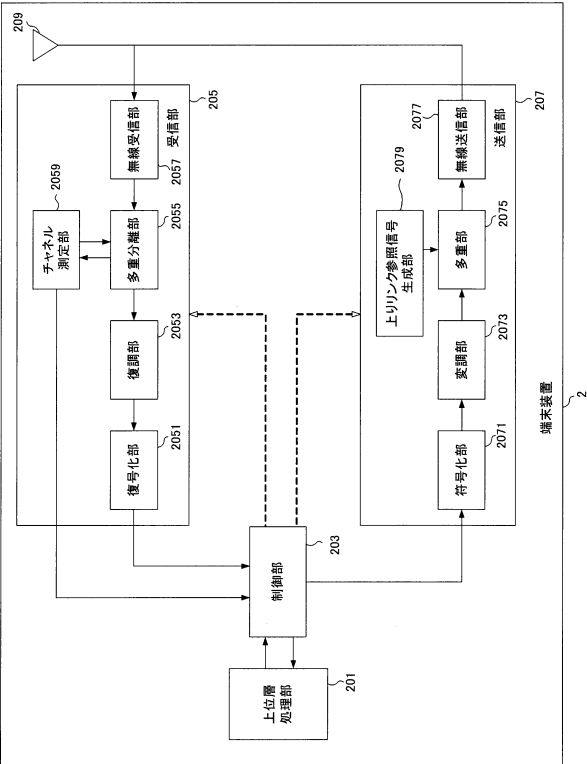 209
205
受信部
無線受信部
2057
チャネル
測定部
2059
多重分離部
2055
復調部
2053
復号化部
2051
207
送信部
無線送信部
2077
上りリンク参照信号
生成部
2079
多重部
2075
変調部
2073
符号化部
2071
制御部
203
上位層
処理部
201
端末装置
2